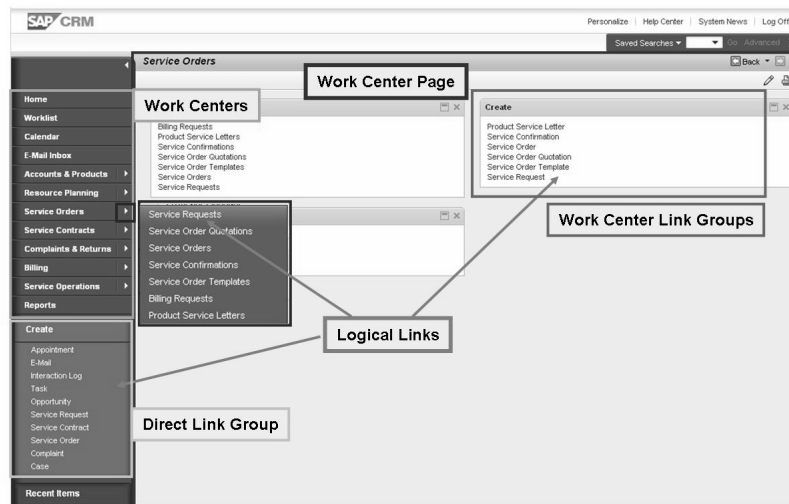 SAP CRM
Personalize | Help Center | System News | Log Off
Saved Searches Go Advanced
Service Orders
Back
Work Center Page
Home
Worklist
Calendar
E-Mail Inbox
Accounts & Products
Resource Planning
Service Orders
Service Contracts
Complaints & Returns
Billing
Service Operations
Reports
Work Centers
Billing Requests
Product Service Letters
Service Confirmations
Service Order Quotations
Service Order Templates
Service Orders
Service Requests
Create
Product Service Letter
Service Confirmation
Service Order
Service Order Quotation
Service Order Template
Service Request
Work Center Link Groups
Service Requests
Service Order Quotations
Service Orders
Service Confirmations
Service Order Templates
Billing Requests
Product Service Letters
Logical Links
Create
Appointment
E-Mail
Interaction Log
Task
Opportunity
Service Request
Service Contract
Service Order
Complaint
Case
Direct Link Group
Recent Items